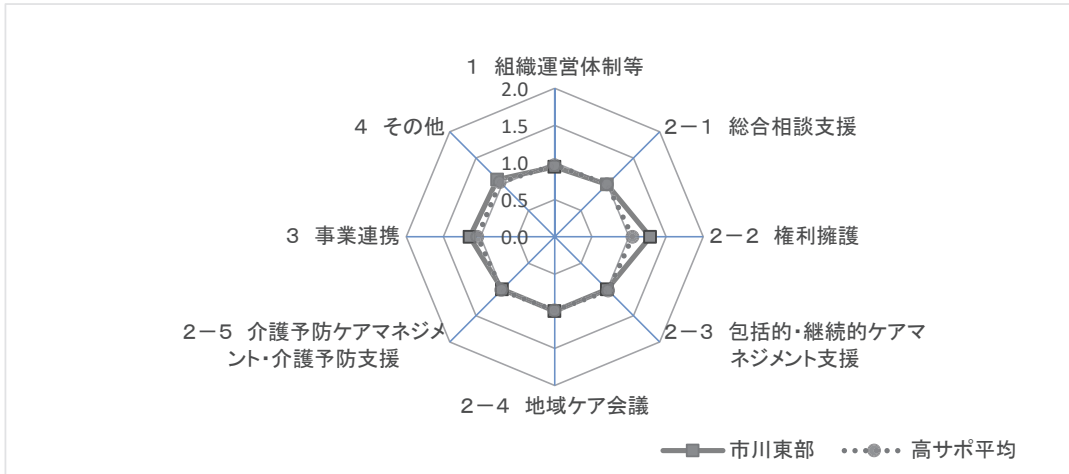 1 組織運営体制等
2.0
1.5
1.0
0.5
0.0
2－1 総合相談支援
2－2 権利擁護
2－3 包括的・継続的ケアマ
ネジメント支援
2－4 地域ケア会議
2－5 介護予防ケアマネジメ
ント・介護予防支援
3 事業連携
4 その他
市川東部
高サポ平均